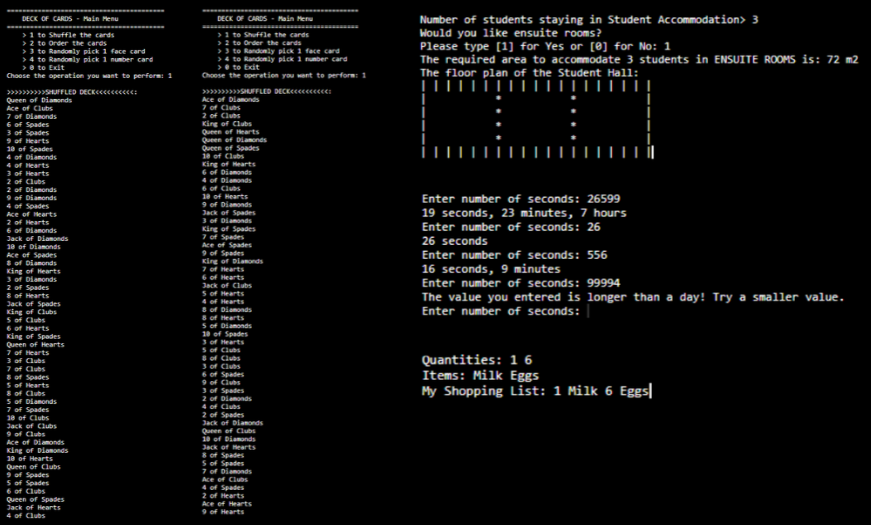 ========================================
DECK OF CARDS - Main Menu
========================================
> 1 to Shuffle the cards
> 2 to Order the cards
> 3 to Randomly pick 1 face card
> 4 to Randomly pick 1 number card
> 0 to Exit
Choose the operation you want to perform: 1
>>>>>>>>>>SHUFFLED DECK<<<<<<<<<<:
Queen of Diamonds
Ace of Clubs
7 of Diamonds
6 of Spades
3 of Spades
9 of Hearts
10 of Spades
4 of Diamonds
4 of Hearts
3 of Hearts
2 of Clubs
2 of Diamonds
9 of Diamonds
4 of Spades
Ace of Hearts
2 of Hearts
6 of Diamonds
Jack of Diamonds
10 of Diamonds
Ace of Spades
8 of Diamonds
King of Hearts
3 of Diamonds
2 of Spades
8 of Hearts
Jack of Spades
King of Clubs
5 of Clubs
6 of Hearts
King of Spades
Queen of Hearts
7 of Hearts
3 of Clubs
7 of Clubs
8 of Spades
5 of Hearts
8 of Clubs
5 of Diamonds
7 of Spades
10 of Clubs
Jack of Clubs
9 of Clubs
Ace of Diamonds
King of Diamonds
10 of Hearts
Queen of Clubs
9 of Spades
5 of Spades
6 of Clubs
Queen of Spades
Jack of Hearts
4 of Clubs
========================================
DECK OF CARDS - Main Menu
========================================
> 1 to Shuffle the cards
> 2 to Order the cards
> 3 to Randomly pick 1 face card
> 4 to Randomly pick 1 number card
> 0 to Exit
Choose the operation you want to perform: 1
>>>>>>>>>>SHUFFLED DECK<<<<<<<<<<:
Ace of Diamonds
7 of Clubs
2 of Clubs
King of Clubs
Queen of Hearts
Queen of Diamonds
Queen of Spades
10 of Clubs
King of Hearts
6 of Diamonds
4 of Diamonds
6 of Clubs
10 of Hearts
9 of Diamonds
Jack of Spades
3 of Diamonds
King of Spades
7 of Spades
Ace of Spades
9 of Spades
King of Diamonds
7 of Hearts
6 of Hearts
Jack of Clubs
5 of Hearts
4 of Hearts
8 of Diamonds
8 of Hearts
5 of Diamonds
10 of Spades
3 of Hearts
5 of Clubs
8 of Clubs
3 of Clubs
6 of Spades
9 of Clubs
3 of Spades
2 of Diamonds
4 of Clubs
2 of Spades
Jack of Diamonds
Queen of Clubs
10 of Diamonds
Jack of Hearts
8 of Spades
5 of Spades
7 of Diamonds
Ace of Clubs
4 of Spades
2 of Hearts
Ace of Hearts
9 of Hearts
Number of students staying in Student Accommodation> 3
Would you like ensuite rooms?
Please type [1] for Yes or [0] for No: 1
The required area to accommodate 3 students in ENSUITE ROOMS is: 72 m2
The floor plan of the Student Hall:
| | | | | | | | | | | | | | | | | | |
| * * |
| * * |
| * * |
| * * |
| | | | | | | | | | | | | | | | | | |
Enter number of seconds: 26599
19 seconds, 23 minutes, 7 hours
Enter number of seconds: 26
26 seconds
Enter number of seconds: 556
16 seconds, 9 minutes
Enter number of seconds: 99994
The value you entered is longer than a day! Try a smaller value.
Enter number of seconds:
Quantities: 1 6
Items: Milk Eggs
My Shopping List: 1 Milk 6 Eggs